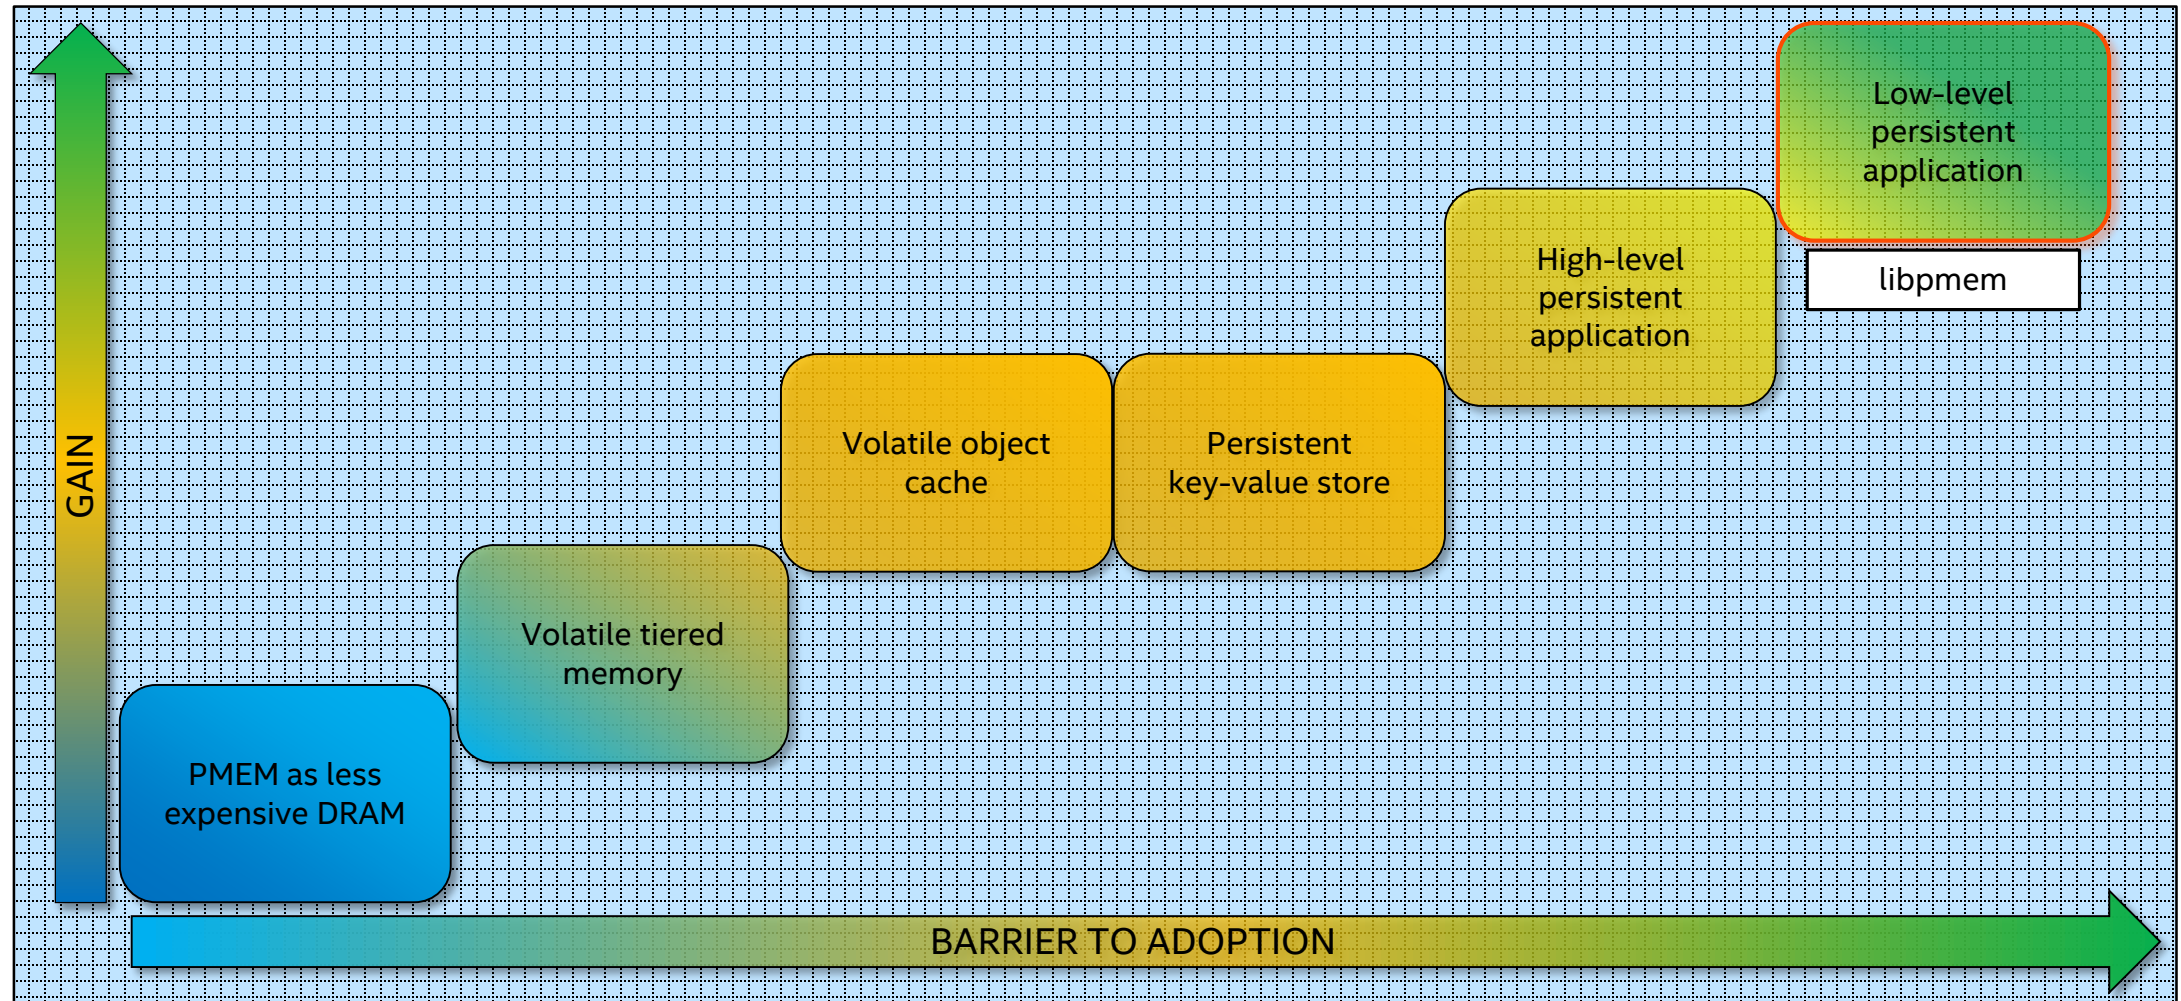 Low-level
persistent
application
libpmem
High-level
persistent
application
Volatile object
cache
Persistent
key-value store
Volatile tiered
memory
PMEM as less
expensive DRAM
GAIN
BARRIER TO ADOPTION